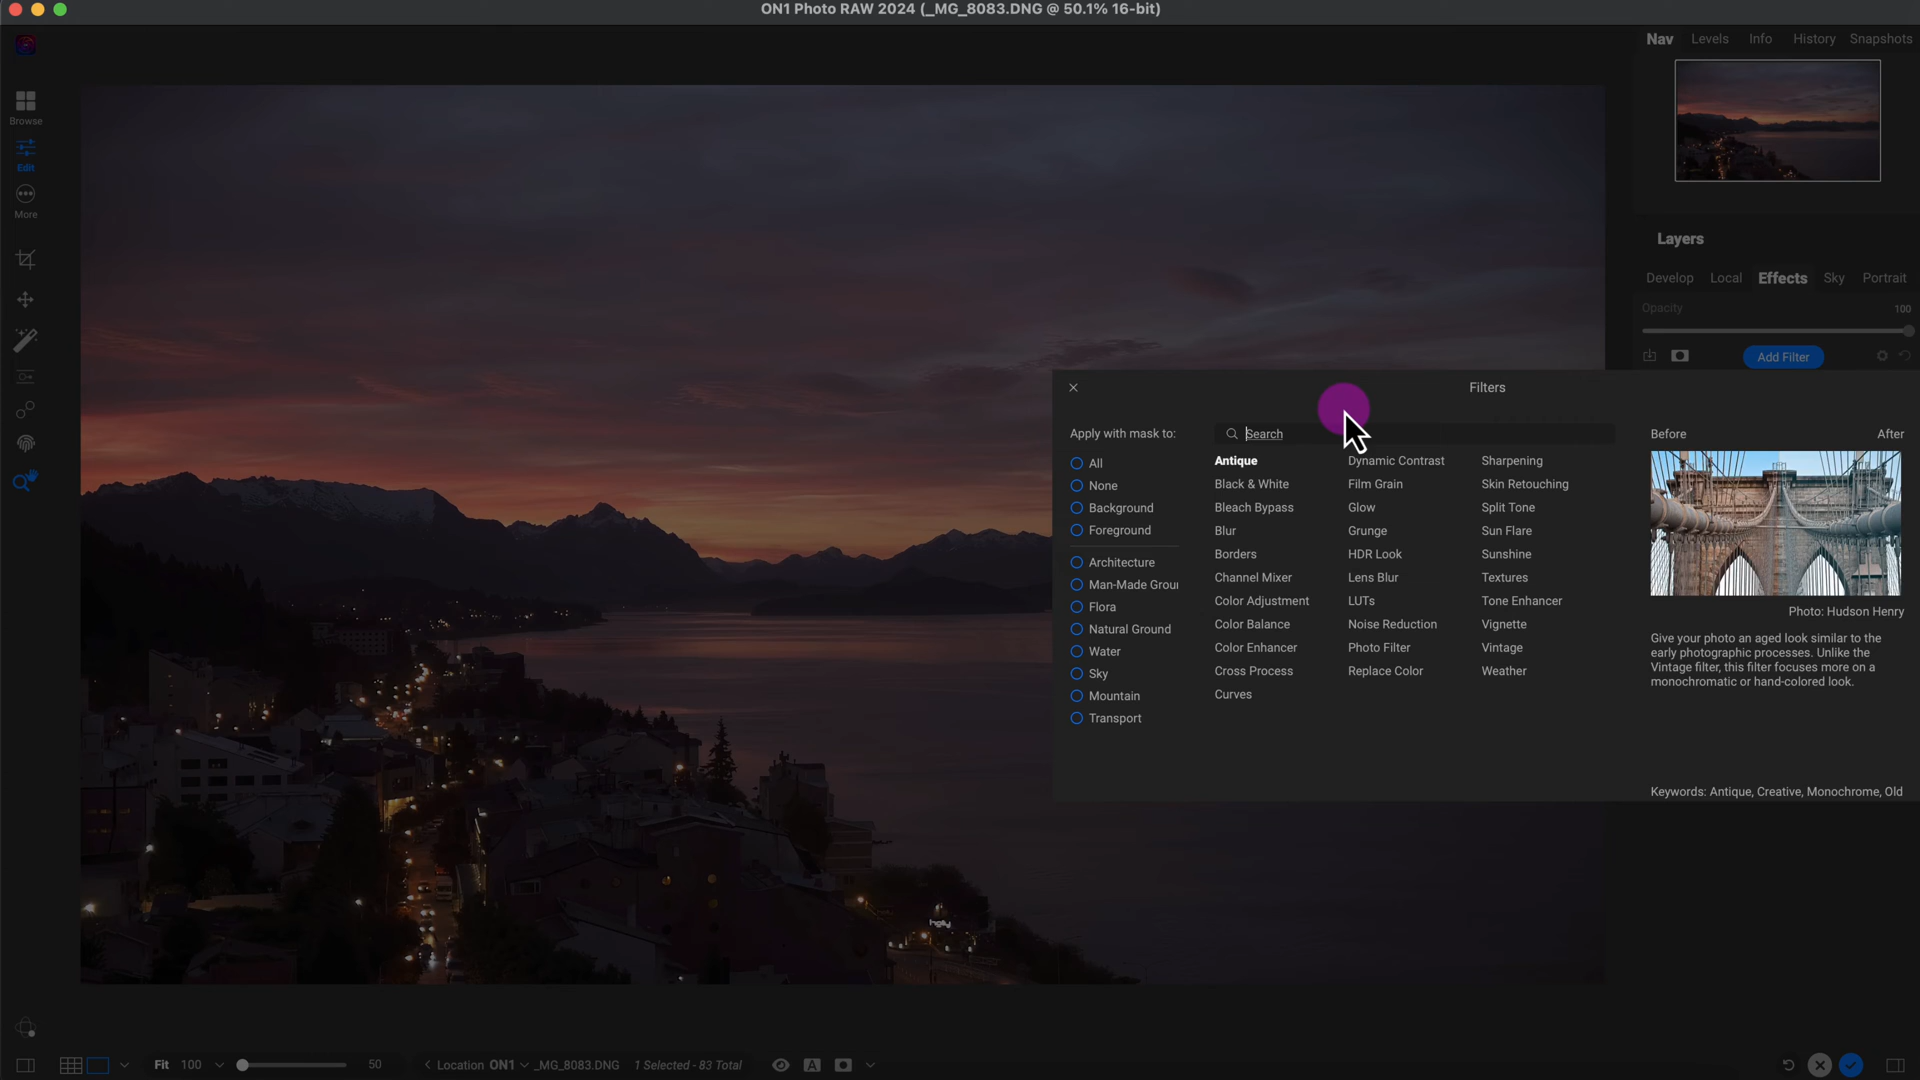 ON1 Photo RAW 2024 (_MG_8083.DNG @ 50.1% 16-bit)
Nav Levels Info History Snapshots
Browse
Edit
More
Layers
Develop Local Effects Sky Portrait
Opacity 100
Add Filter
Filters
Apply with mask to:
All
None
Background
Foreground
Architecture
Man-Made Grou
Flora
Natural Ground
Water
Sky
Mountain
Transport
Search
Antique
Black & White
Bleach Bypass
Blur
Borders
Channel Mixer
Color Adjustment
Color Balance
Color Enhancer
Cross Process
Curves
Dynamic Contrast
Film Grain
Glow
Grunge
HDR Look
Lens Blur
LUTs
Noise Reduction
Photo Filter
Replace Color
Sharpening
Skin Retouching
Split Tone
Sun Flare
Sunshine
Textures
Tone Enhancer
Vignette
Vintage
Weather
Before After
Photo: Hudson Henry
Give your photo an aged look similar to the
early photographic processes. Unlike the
Vintage filter, this filter focuses more on a
monochromatic or hand-colored look.
Keywords: Antique, Creative, Monochrome, Old
Fit 100 50 Location ON1 _MG_8083.DNG 1 Selected - 83 Total A